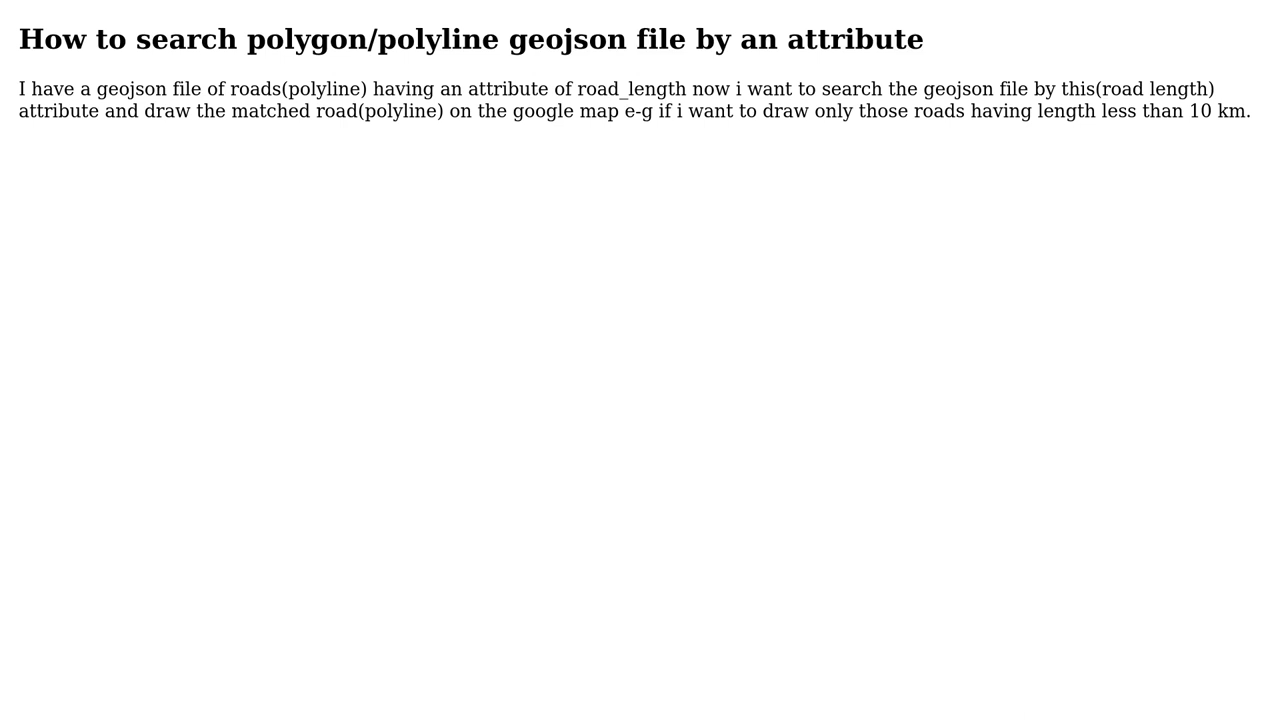 How to search polygon/polyline geojson file by an attribute
I have a geojson file of roads(polyline) having an attribute of road_length now i want to search the geojson file by this(road length)
attribute and draw the matched road(polyline) on the google map e-g if i want to draw only those roads having length less than 10 km.